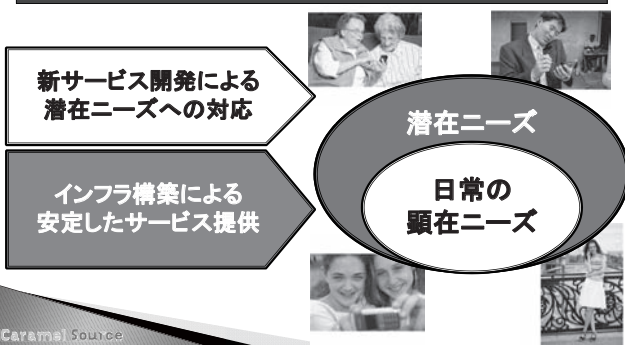 新サービス開発による
潜在ニーズへの対応
インフラ構築による
安定したサービス提供
潜在ニーズ
日常の
顕在ニーズ
Caramel Source